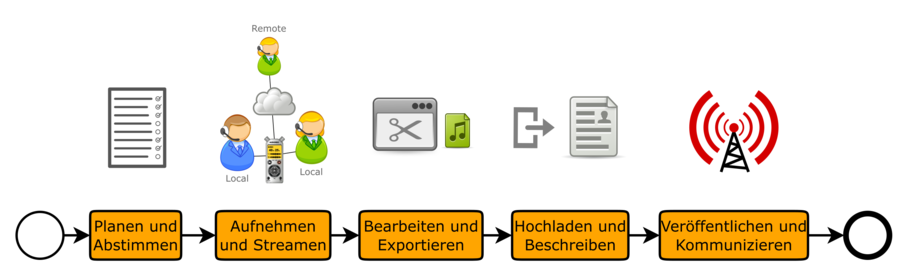 Remote
Local
Local
Planen und
Abstimmen
Aufnehmen
und Streamen
Bearbeiten und
Exportieren
Hochladen und
Beschreiben
Veröffentlichen und
Kommunizieren